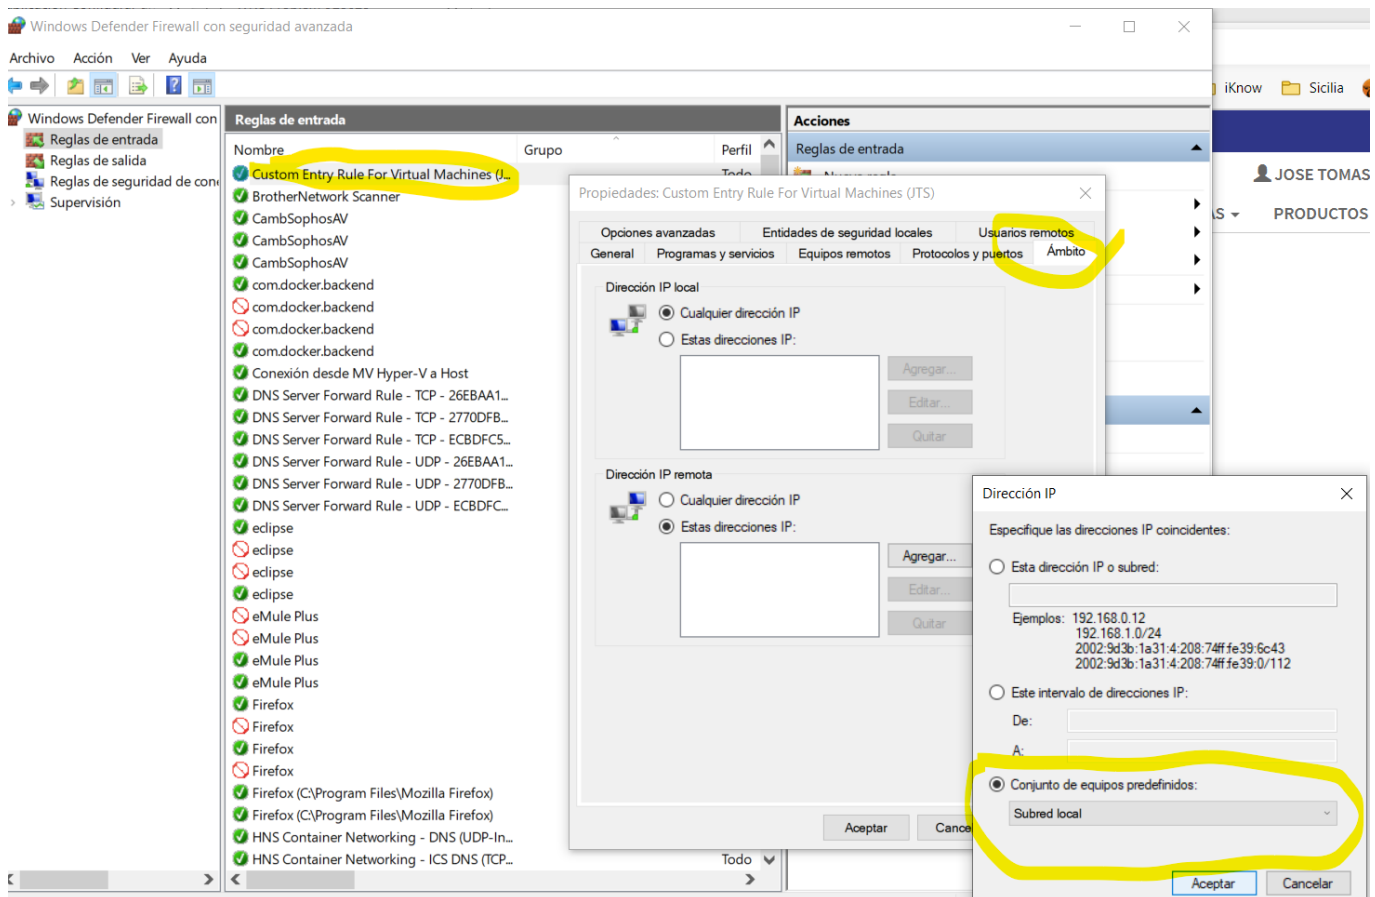 Windows Defender Firewall con seguridad avanzada
Archivo Acción Ver Ayuda
iKnow Sicilia
Windows Defender Firewall con
Reglas de entrada
Reglas de salida
Reglas de seguridad de con
Supervisión
Reglas de entrada
Nombre Grupo Perfil
Custom Entry Rule For Virtual Machines (J... Todo
BrotherNetwork Scanner
CambSophosAV
CambSophosAV
CambSophosAV
com.docker.backend
com.docker.backend
com.docker.backend
com.docker.backend
Conexión desde MV Hyper-V a Host
DNS Server Forward Rule - TCP - 26EBAA1...
DNS Server Forward Rule - TCP - 2770DFB...
DNS Server Forward Rule - TCP - ECBDFC5...
DNS Server Forward Rule - UDP - 26EBAA1...
DNS Server Forward Rule - UDP - 2770DFB...
DNS Server Forward Rule - UDP - ECBDFC...
eclipse
eclipse
eclipse
eclipse
eMule Plus
eMule Plus
eMule Plus
eMule Plus
Firefox
Firefox
Firefox
Firefox
Firefox (C:\Program Files\Mozilla Firefox)
Firefox (C:\Program Files\Mozilla Firefox)
HNS Container Networking - DNS (UDP-In...
HNS Container Networking - ICS DNS (TCP... Todo
Acciones
Reglas de entrada
Nueva regla
JOSE TOMAS
AS PRODUCTOS
Propiedades: Custom Entry Rule For Virtual Machines (JTS)
Opciones avanzadas Entidades de seguridad locales Usuarios remotos
General Programas y servicios Equipos remotos Protocolos y puertos Ámbito
Dirección IP local
Cualquier dirección IP
Estas direcciones IP:
Agregar...
Editar...
Quitar
Dirección IP remota
Cualquier dirección IP
Estas direcciones IP:
Agregar...
Editar...
Quitar
Aceptar Cance
Dirección IP
Especifique las direcciones IP coincidentes:
Esta dirección IP o subred:
Ejemplos: 192.168.0.12
192.168.1.0/24
2002:9d3b:1a31:4:208:74ff:fe39:6c43
2002:9d3b:1a31:4:208:74ff:fe39:0/112
Este intervalo de direcciones IP:
De:
A:
Conjunto de equipos predefinidos:
Subred local
Aceptar Cancelar